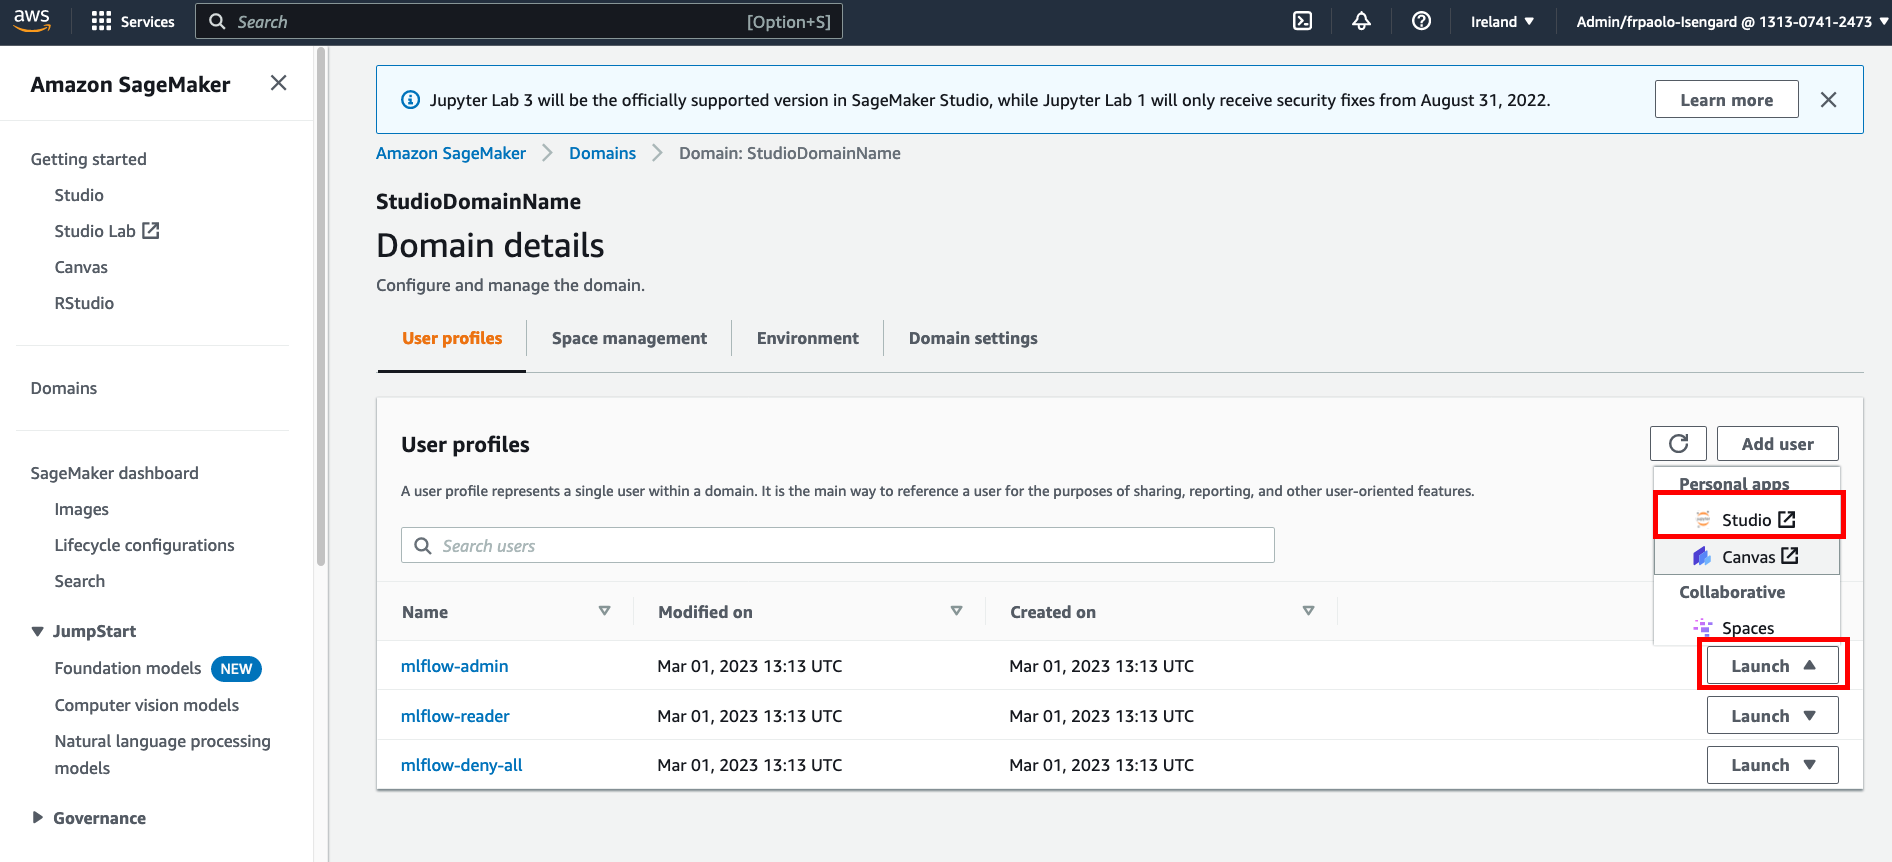 aws
Services
Search [Option+S]
Ireland
Admin/frpaolo-Isengard @ 1313-0741-2473
Amazon SageMaker
Getting started
Studio
Studio Lab
Canvas
RStudio
Domains
SageMaker dashboard
Images
Lifecycle configurations
Search
JumpStart
Foundation models NEW
Computer vision models
Natural language processing
models
Governance
Jupyter Lab 3 will be the officially supported version in SageMaker Studio, while Jupyter Lab 1 will only receive security fixes from August 31, 2022.
Learn more
Amazon SageMaker Domains Domain: StudioDomainName
StudioDomainName
Domain details
Configure and manage the domain.
User profiles Space management Environment Domain settings
User profiles
Add user
A user profile represents a single user within a domain. It is the main way to reference a user for the purposes of sharing, reporting, and other user-oriented features.
Search users
Personal apps
Studio
Canvas
Collaborative
Spaces
Name Modified on Created on
mlflow-admin Mar 01, 2023 13:13 UTC Mar 01, 2023 13:13 UTC Launch
mlflow-reader Mar 01, 2023 13:13 UTC Mar 01, 2023 13:13 UTC Launch
mlflow-deny-all Mar 01, 2023 13:13 UTC Mar 01, 2023 13:13 UTC Launch